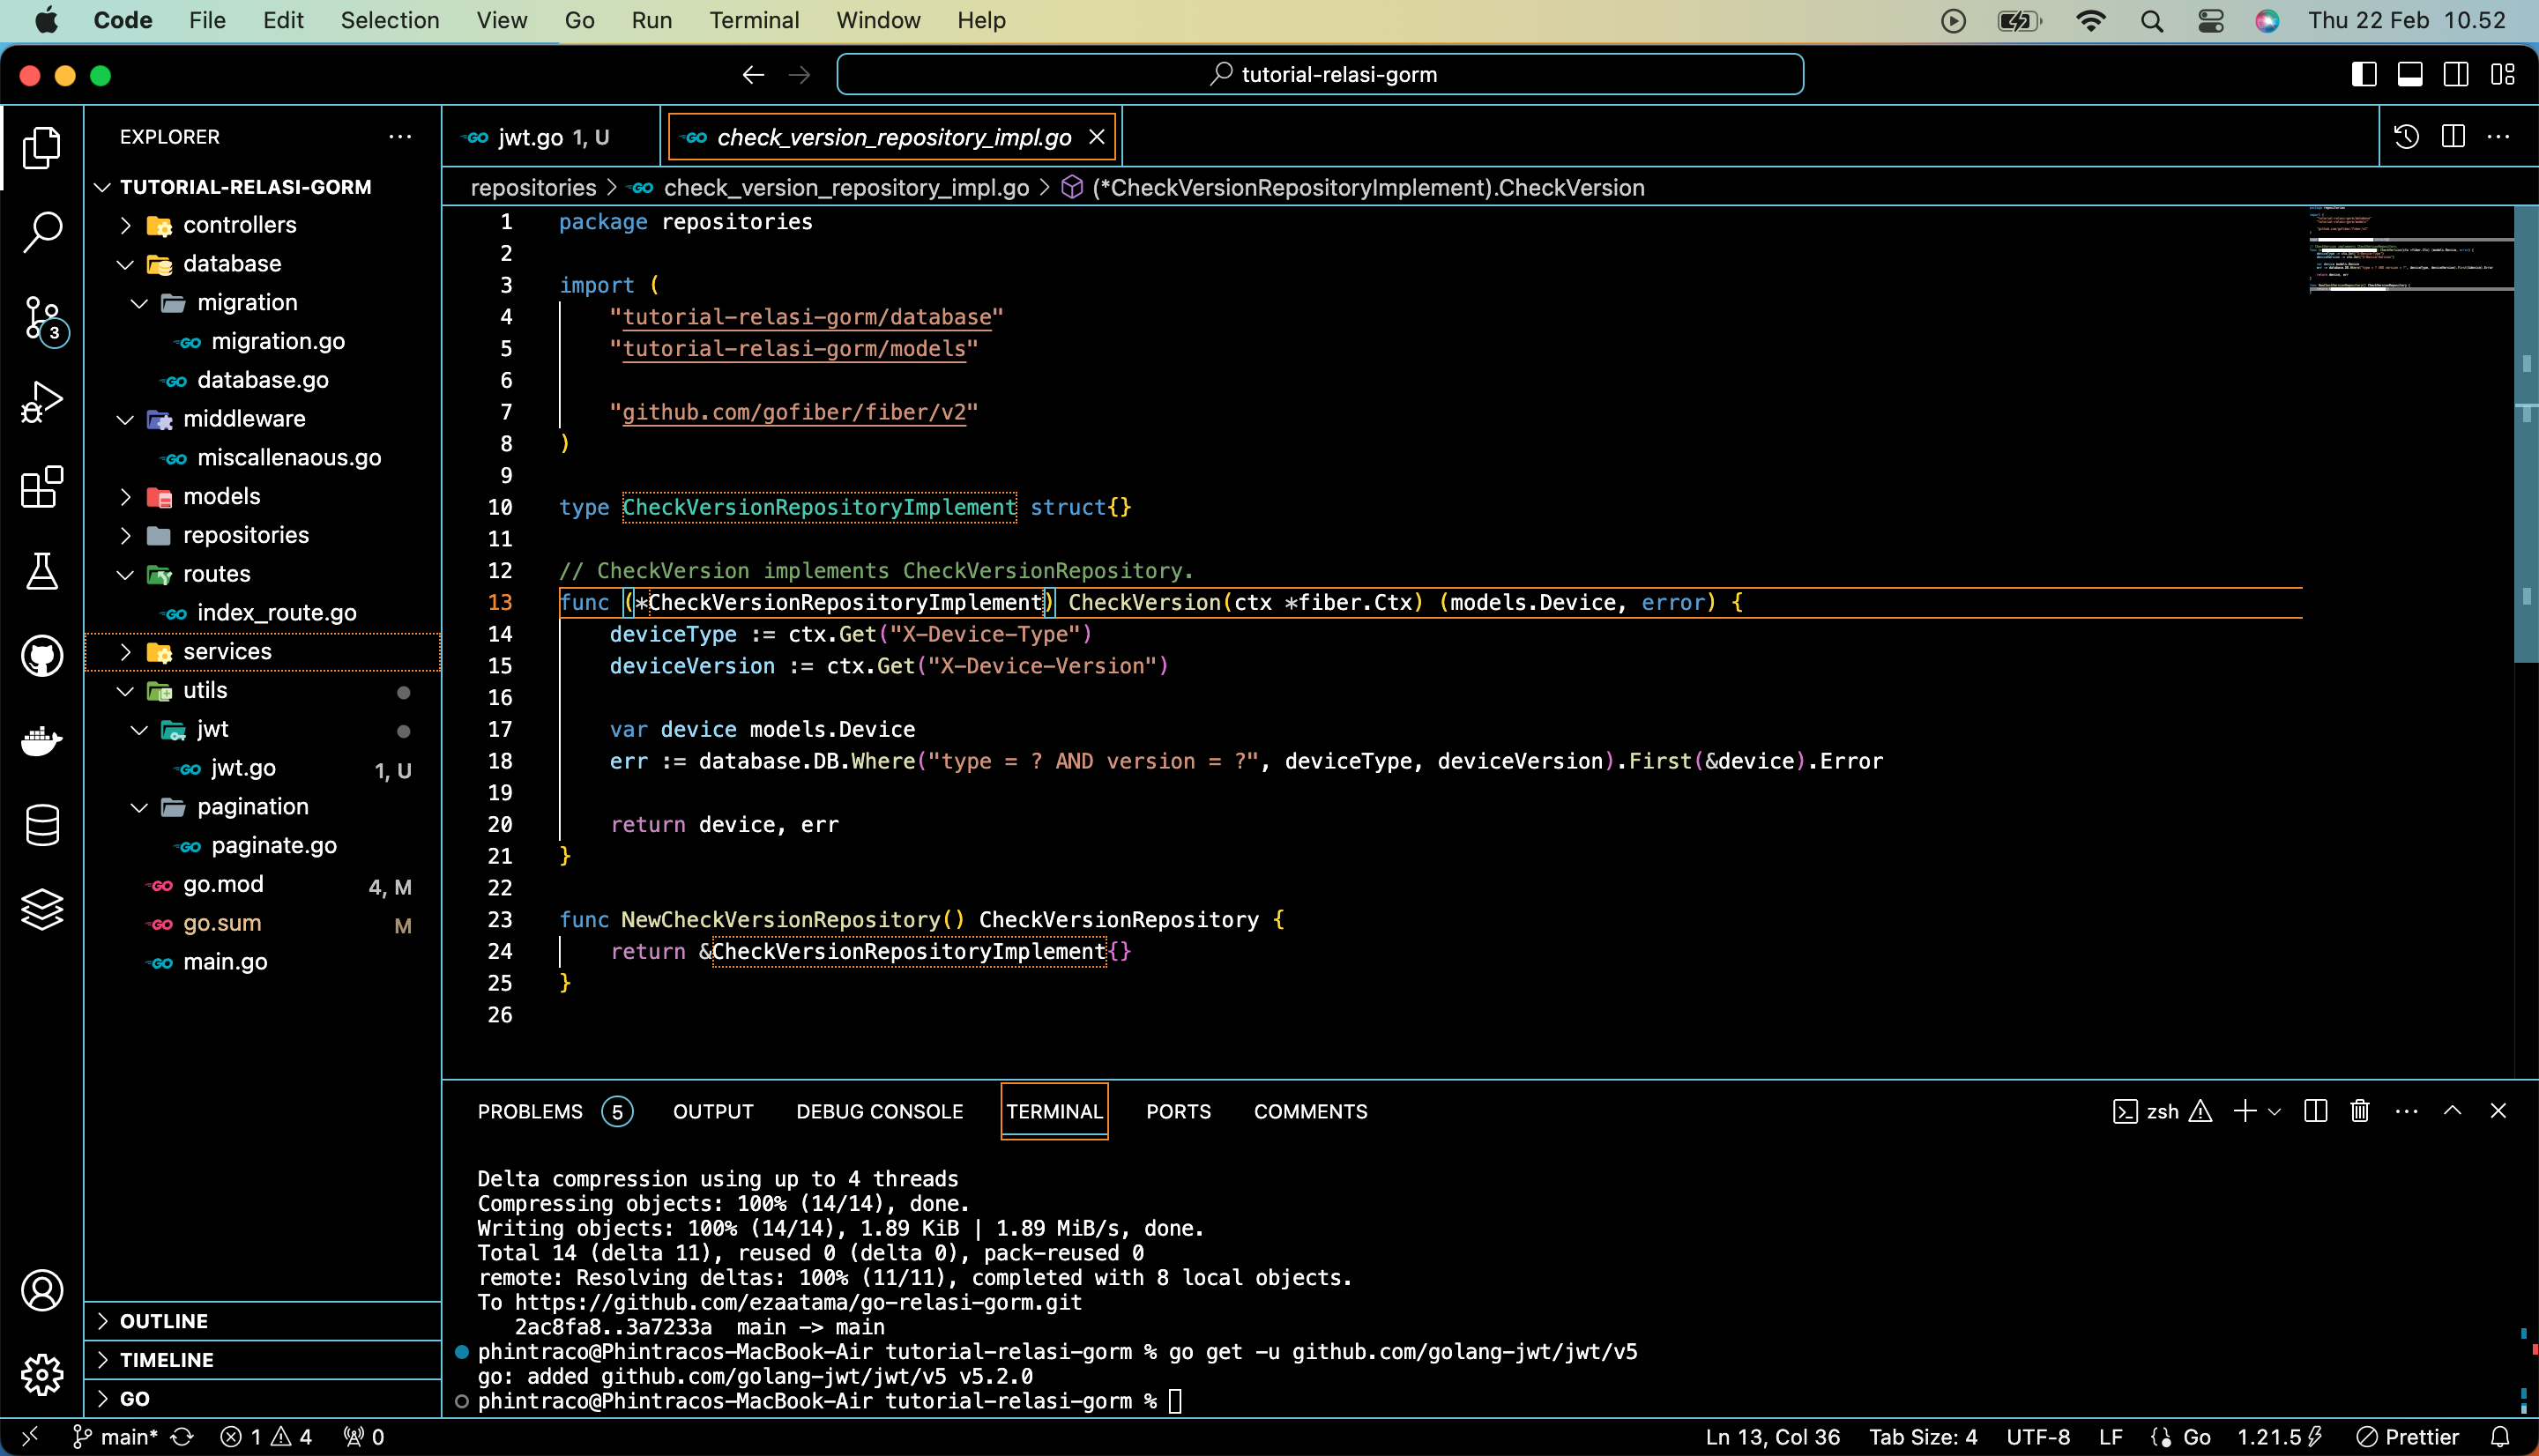 Code File Edit Selection View Go Run Terminal Window Help Thu 22 Feb 10.52
tutorial-relasi-gorm
EXPLORER
TUTORIAL-RELASI-GORM
controllers
database
migration
migration.go
database.go
middleware
miscallenaous.go
models
repositories
routes
index_route.go
services
utils
jwt
jwt.go 1, U
pagination
paginate.go
go.mod 4, M
go.sum M
main.go
OUTLINE
TIMELINE
GO
3
jwt.go 1, U check_version_repository_impl.go
repositories > check_version_repository_impl.go > (*CheckVersionRepositoryImplement).CheckVersion
1 package repositories
2
3 import (
4 "tutorial-relasi-gorm/database"
5 "tutorial-relasi-gorm/models"
6
7 "github.com/gofiber/fiber/v2"
8 )
9
10 type CheckVersionRepositoryImplement struct{}
11
12 // CheckVersion implements CheckVersionRepository.
13 func (*CheckVersionRepositoryImplement) CheckVersion(ctx *fiber.Ctx) (models.Device, error) {
14 deviceType := ctx.Get("X-Device-Type")
15 deviceVersion := ctx.Get("X-Device-Version")
16
17 var device models.Device
18 err := database.DB.Where("type = ? AND version = ?", deviceType, deviceVersion).First(&device).Error
19
20 return device, err
21 }
22
23 func NewCheckVersionRepository() CheckVersionRepository {
24 return &CheckVersionRepositoryImplement{}
25 }
26
PROBLEMS 5 OUTPUT DEBUG CONSOLE TERMINAL PORTS COMMENTS zsh
Delta compression using up to 4 threads
Compressing objects: 100% (14/14), done.
Writing objects: 100% (14/14), 1.89 KiB | 1.89 MiB/s, done.
Total 14 (delta 11), reused 0 (delta 0), pack-reused 0
remote: Resolving deltas: 100% (11/11), completed with 8 local objects.
To https://github.com/ezaatama/go-relasi-gorm.git
2ac8fa8..3a7233a main -> main
phintraco@Phintracos-MacBook-Air tutorial-relasi-gorm % go get -u github.com/golang-jwt/jwt/v5
go: added github.com/golang-jwt/jwt/v5 v5.2.0
phintraco@Phintracos-MacBook-Air tutorial-relasi-gorm %
main* 1 4 0 Ln 13, Col 36 Tab Size: 4 UTF-8 LF Go 1.21.5 Prettier